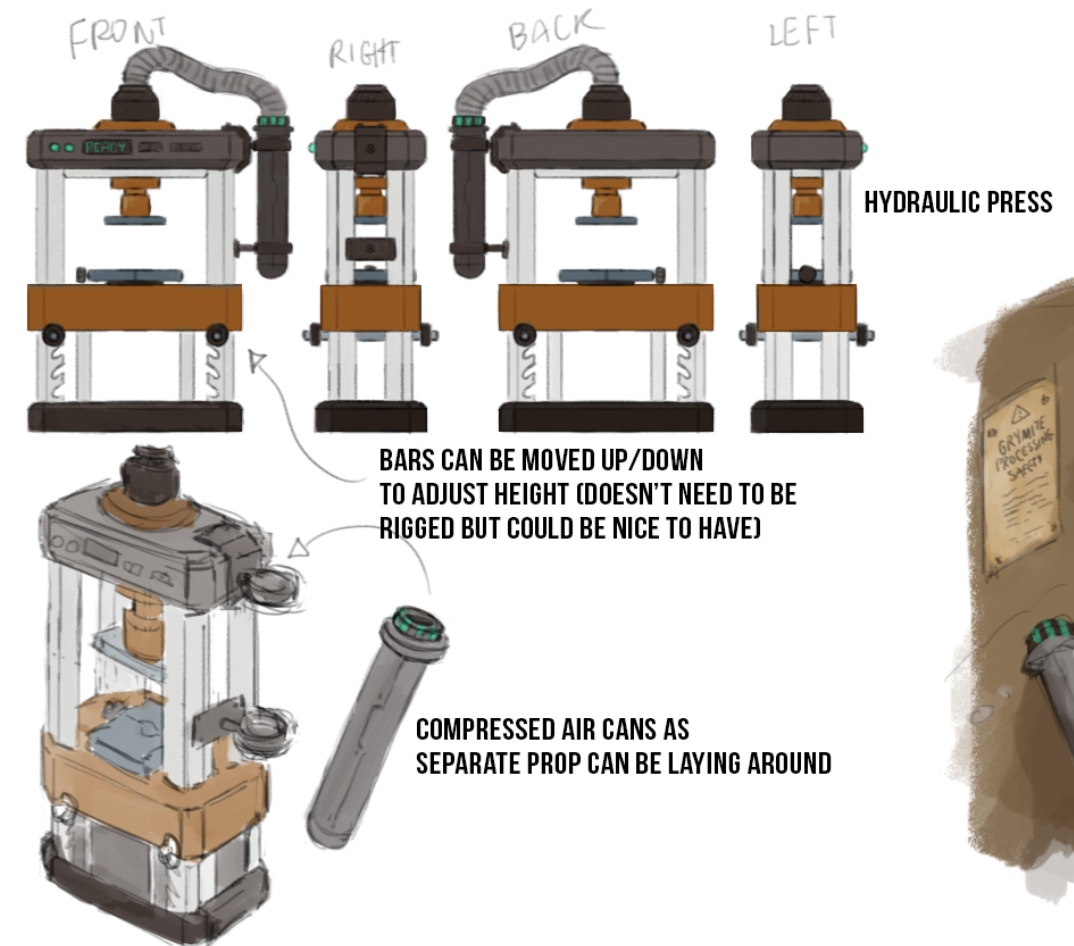 FRONT
RIGHT
BACK
LEFT
READY
HYDRAULIC PRESS
BARS CAN BE MOVED UP/DOWN
TO ADJUST HEIGHT (DOESN'T NEED TO BE
RIGGED BUT COULD BE NICE TO HAVE)
GRYMITE
PROCESSING
SAFETY
COMPRESSED AIR CANS AS
SEPARATE PROP CAN BE LAYING AROUND